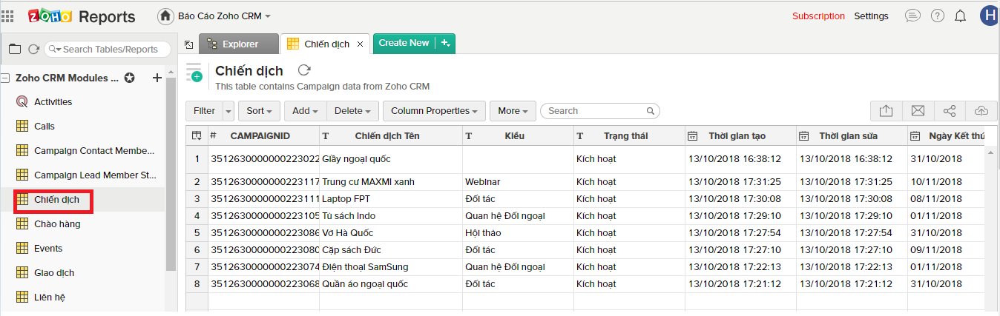 ZOHO Reports Báo Cáo Zoho CRM Subscription Settings H
Search Tables/Reports Explorer Chiến dịch × Create New +
Zoho CRM Modules ... +
Chiến dịch
This table contains Campaign data from Zoho CRM
Activities
Calls
Campaign Contact Membe...
Campaign Lead Member St...
Chiến dịch
Chào hàng
Events
Giao dịch
Liên hệ
Filter Sort Add Delete Column Properties More Search
# CAMPAIGNID T Chiến dịch Tên T Kiểu T Trạng thái 17 Thời gian tạo 17 Thời gian sửa 17 Ngày Kết thú
1 3512630000000223022 Giầy ngoại quốc Kích hoạt 13/10/2018 16:38:12 13/10/2018 16:38:12 31/10/2018
2 3512630000000223117 Trung cư MAXMI xanh Webinar Kích hoạt 13/10/2018 17:31:25 13/10/2018 17:31:25 10/11/2018
3 3512630000000223111 Laptop FPT Đối tác Kích hoạt 13/10/2018 17:30:08 13/10/2018 17:30:08 08/11/2018
4 3512630000000223105 Tủ sách Indo Quan hệ Đối ngoại Kích hoạt 13/10/2018 17:29:10 13/10/2018 17:29:10 01/11/2018
5 3512630000000223086 Vớ Hà Quốc Hội thảo Kích hoạt 13/10/2018 17:27:54 13/10/2018 17:27:54 31/10/2018
6 3512630000000223080 Cặp sách Đức Đối tác Kích hoạt 13/10/2018 17:27:10 13/10/2018 17:27:10 09/11/2018
7 3512630000000223074 Điện thoại SamSung Quan hệ Đối ngoại Kích hoạt 13/10/2018 17:22:13 13/10/2018 17:22:13 01/11/2018
8 3512630000000223068 Quần áo ngoại quốc Đối tác Kích hoạt 13/10/2018 17:21:12 13/10/2018 17:21:12 31/10/2018